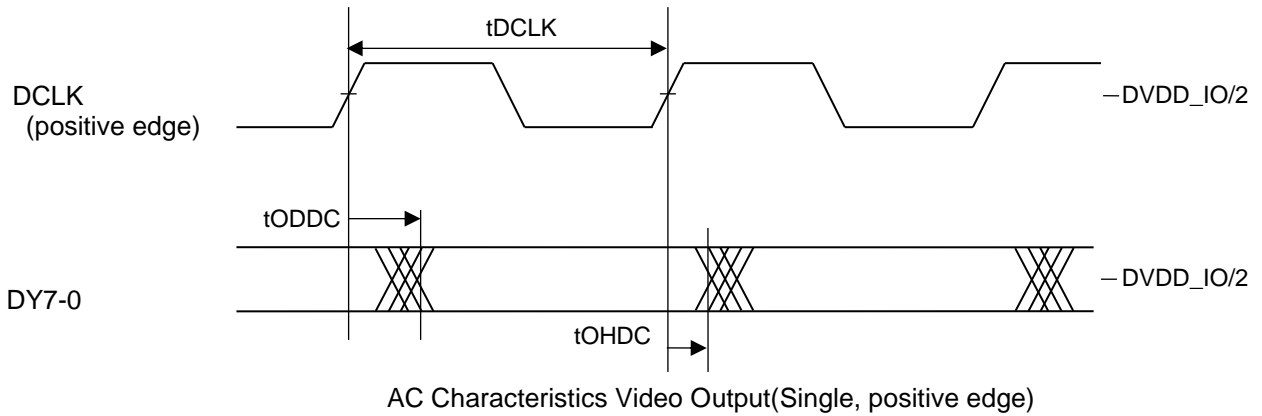 tDCLK
DCLK
(positive edge)
DVDD_IO/2
tODDC
DY7-0
DVDD_IO/2
tOHDC
AC Characteristics Video Output(Single, positive edge)